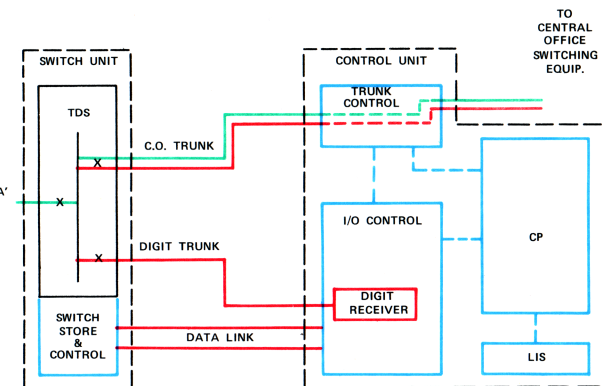 TO
CENTRAL
OFFICE
SWITCHING
EQUIP.
SWITCH UNIT
CONTROL UNIT
TRUNK
CONTROL
TDS
C.O. TRUNK
A'
X
X
X
I/O CONTROL
CP
DIGIT TRUNK
DIGIT
RECEIVER
SWITCH
STORE
&
CONTROL
DATA LINK
LIS